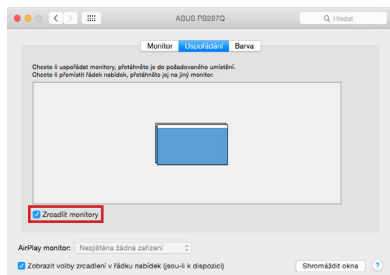 ASUS PB287Q
Hledat
Monitor Uspořádání Barva
Chcete-li uspořádat monitory, přetáhněte je do požadovaného umístění.
Chcete-li přemístit řádek nabídek, přetáhněte jej na jiný monitor.
Zrcadlit monitory
AirPlay monitor: Nezjištěna žádná zařízení
Zobrazit volby zrcadlení v řádku nabídek (jsou-li k dispozici) Shromáždit okna ?